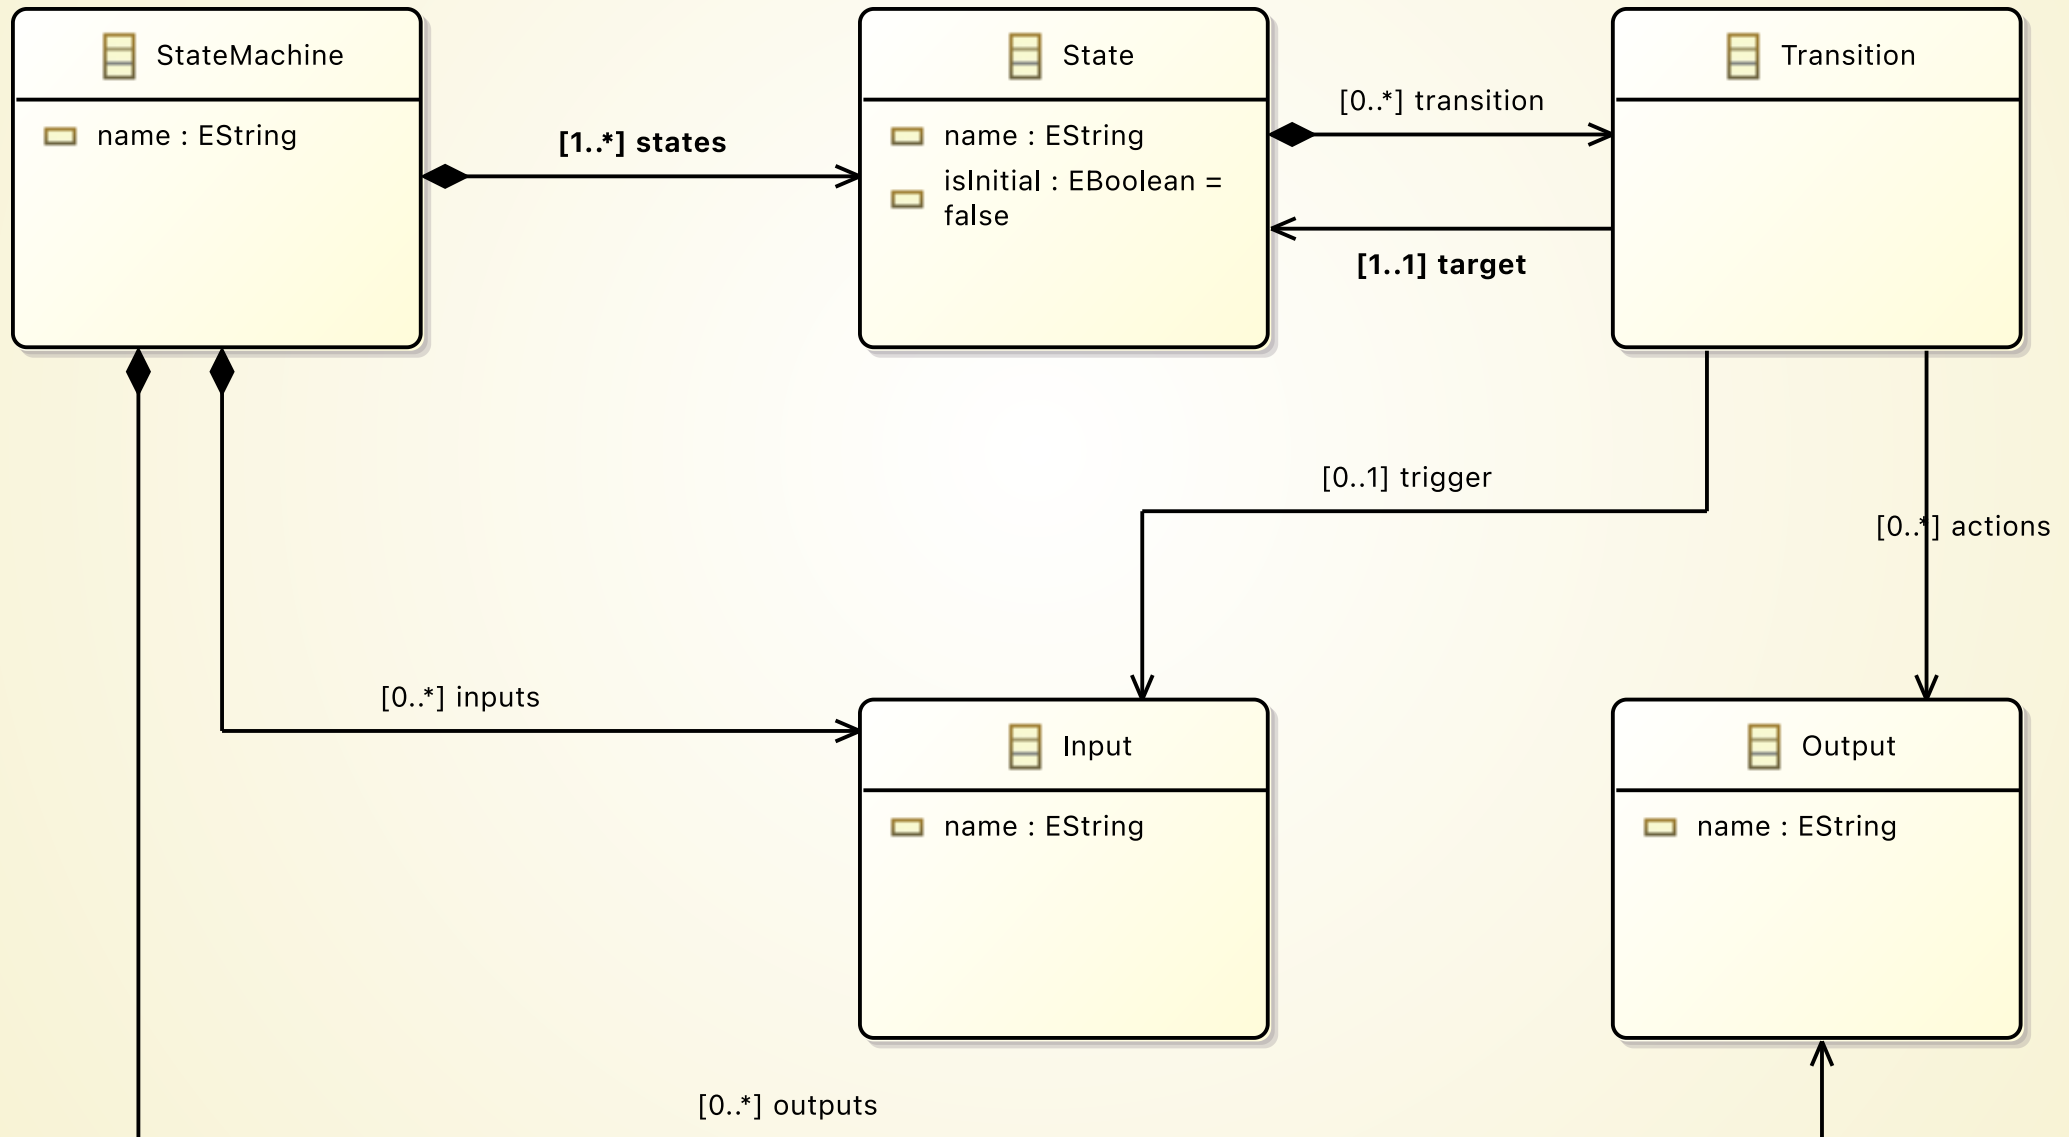 StateMachine
name : EString
[1..*] states
State
name : EString
isInitial : EBoolean =
false
[0..*] transition
[1..1] target
Transition
[0..1] trigger
[0..*] actions
[0..*] inputs
Input
name : EString
Output
name : EString
[0..*] outputs